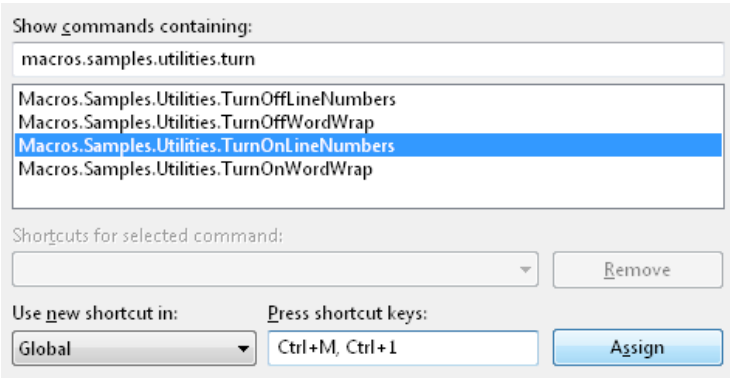 Show commands containing:
macros.samples.utilities.turn
Macros.Samples.Utilities.TurnOffLineNumbers
Macros.Samples.Utilities.TurnOffWordWrap
Macros.Samples.Utilities.TurnOnLineNumbers
Macros.Samples.Utilities.TurnOnWordWrap
Shortcuts for selected command:
Remove
Use new shortcut in: Press shortcut keys:
Global Ctrl+M, Ctrl+1 Assign